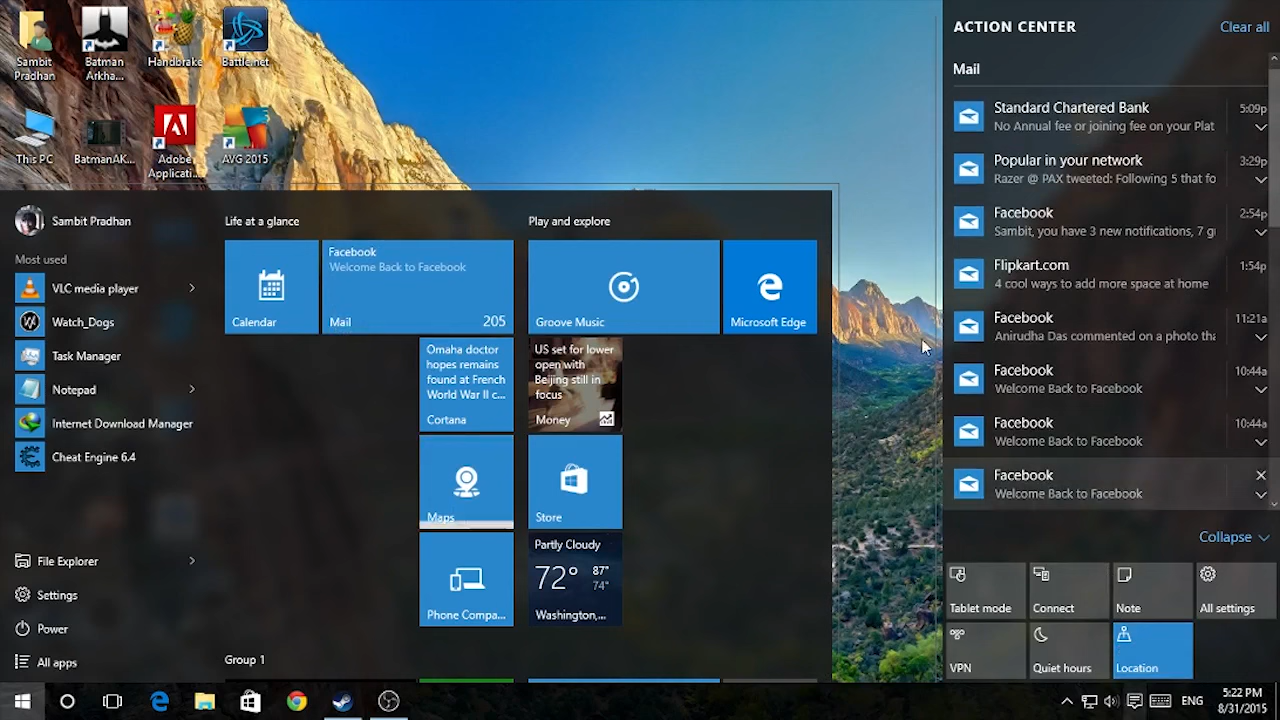 Sambit
Pradhan
Batman
Arkha...
Handbrake
Battle.net
This PC
BatmanAK...
Adobe
Applicati...
AVG 2015
Sambit Pradhan
Most used
VLC media player
Watch_Dogs
Task Manager
Notepad
Internet Download Manager
Cheat Engine 6.4
File Explorer
Settings
Power
All apps
Life at a glance
Calendar
Facebook
Welcome Back to Facebook
Mail 205
Omaha doctor
hopes remains
found at French
World War II c...
Cortana
Maps
Phone Compa...
Group 1
Play and explore
Groove Music
Microsoft Edge
US set for lower
open with
Beijing still in
focus
Money
Store
Partly Cloudy
72° 87°
74°
Washington,...
ACTION CENTER Clear all
Mail
Standard Chartered Bank 5:09p
No Annual fee or joining fee on your Plat
Popular in your network 3:29p
Razer @ PAX tweeted: Following 5 that fo
Facebook 2:54p
Sambit, you have 3 new notifications, 7 g
Flipkart.com 1:54p
4 cool ways to add more space at home
Facebook 11:21a
Anirudha Das commented on a photo tha
Facebook 10:44a
Welcome Back to Facebook
Facebook 10:44a
Welcome Back to Facebook
Facebook
Welcome Back to Facebook
Collapse
Tablet mode
Connect
Note
All settings
VPN
Quiet hours
Location
ENG
5:22 PM
8/31/2015